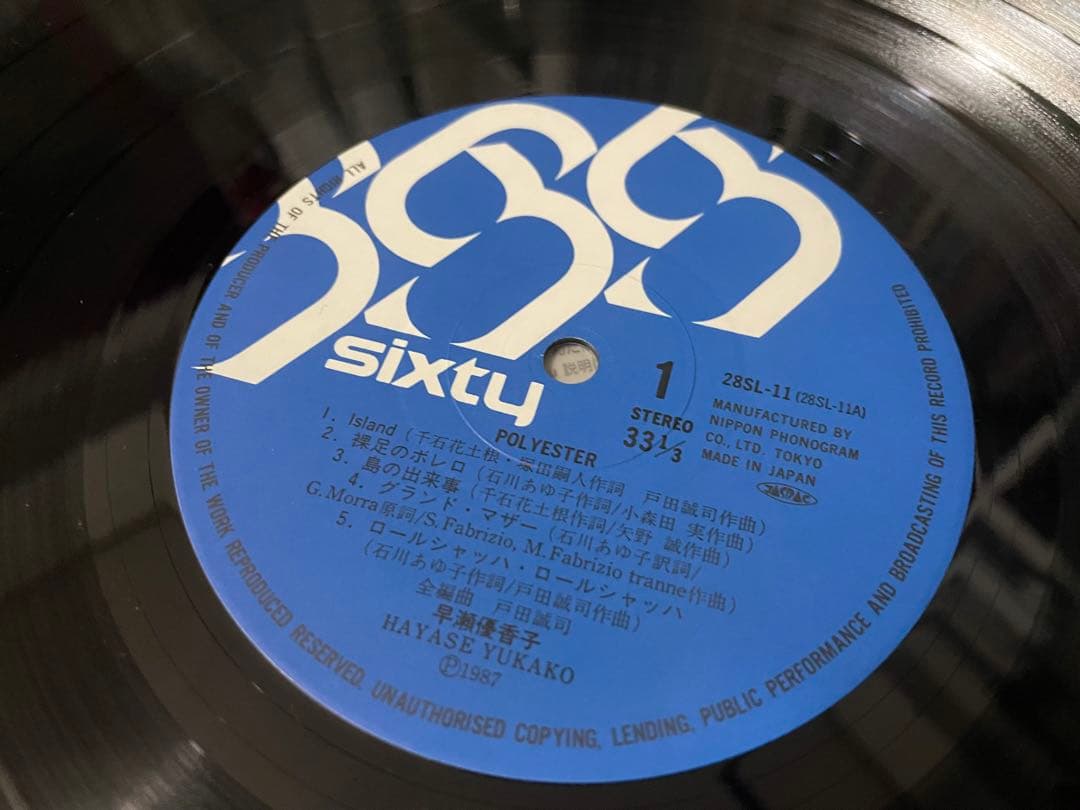 sixty
1
STEREO
33 1/3
28SL-11 (28SL-11A)
MANUFACTURED BY
NIPPON PHONOGRAM
CO., LTD. TOKYO
MADE IN JAPAN
JASRAC
POLYESTER
1. Island (千石花土根・塚田嗣人作詞 戸田誠司作曲)
2. 裸足のボレロ (石川あゆ子作詞/小森田 実作曲)
3. 島の出来事 (千石花土根作詞/矢野 誠作曲)
4. グランド・マザー (石川あゆ子訳詞/
G. Morra原詞/S. Fabrizio, M. Fabrizio tranne作曲)
5. ロールシャッハ・ロールシャッハ
(石川あゆ子作詞/戸田誠司作曲)
全編曲 戸田誠司
早瀬優香子
HAYASE YUKAKO
Ⓟ1987
ALL RIGHTS OF THE PRODUCER AND OF THE OWNER OF THE WORK REPRODUCED RESERVED. UNAUTHORISED COPYING, LENDING, PUBLIC PERFORMANCE AND BROADCASTING OF THIS RECORD PROHIBITED
説明